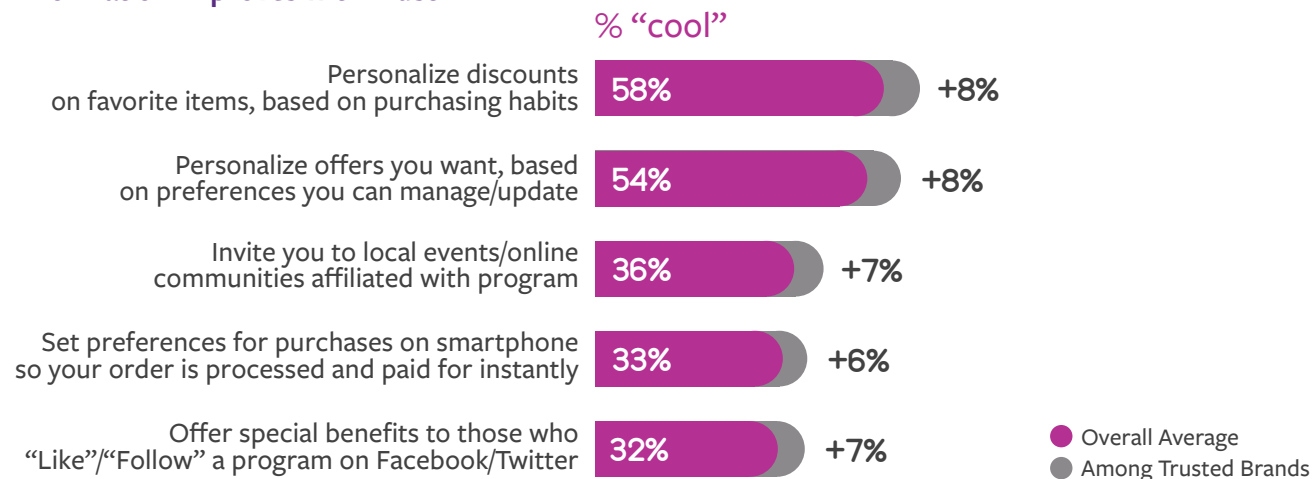 % “cool”
Personalize discounts
on favorite items, based on purchasing habits
58%
+8%
Personalize offers you want, based
on preferences you can manage/update
54%
+8%
Invite you to local events/online
communities affiliated with program
36%
+7%
Set preferences for purchases on smartphone
so your order is processed and paid for instantly
33%
+6%
Offer special benefits to those who
“Like”/“Follow” a program on Facebook/Twitter
32%
+7%
Overall Average
Among Trusted Brands